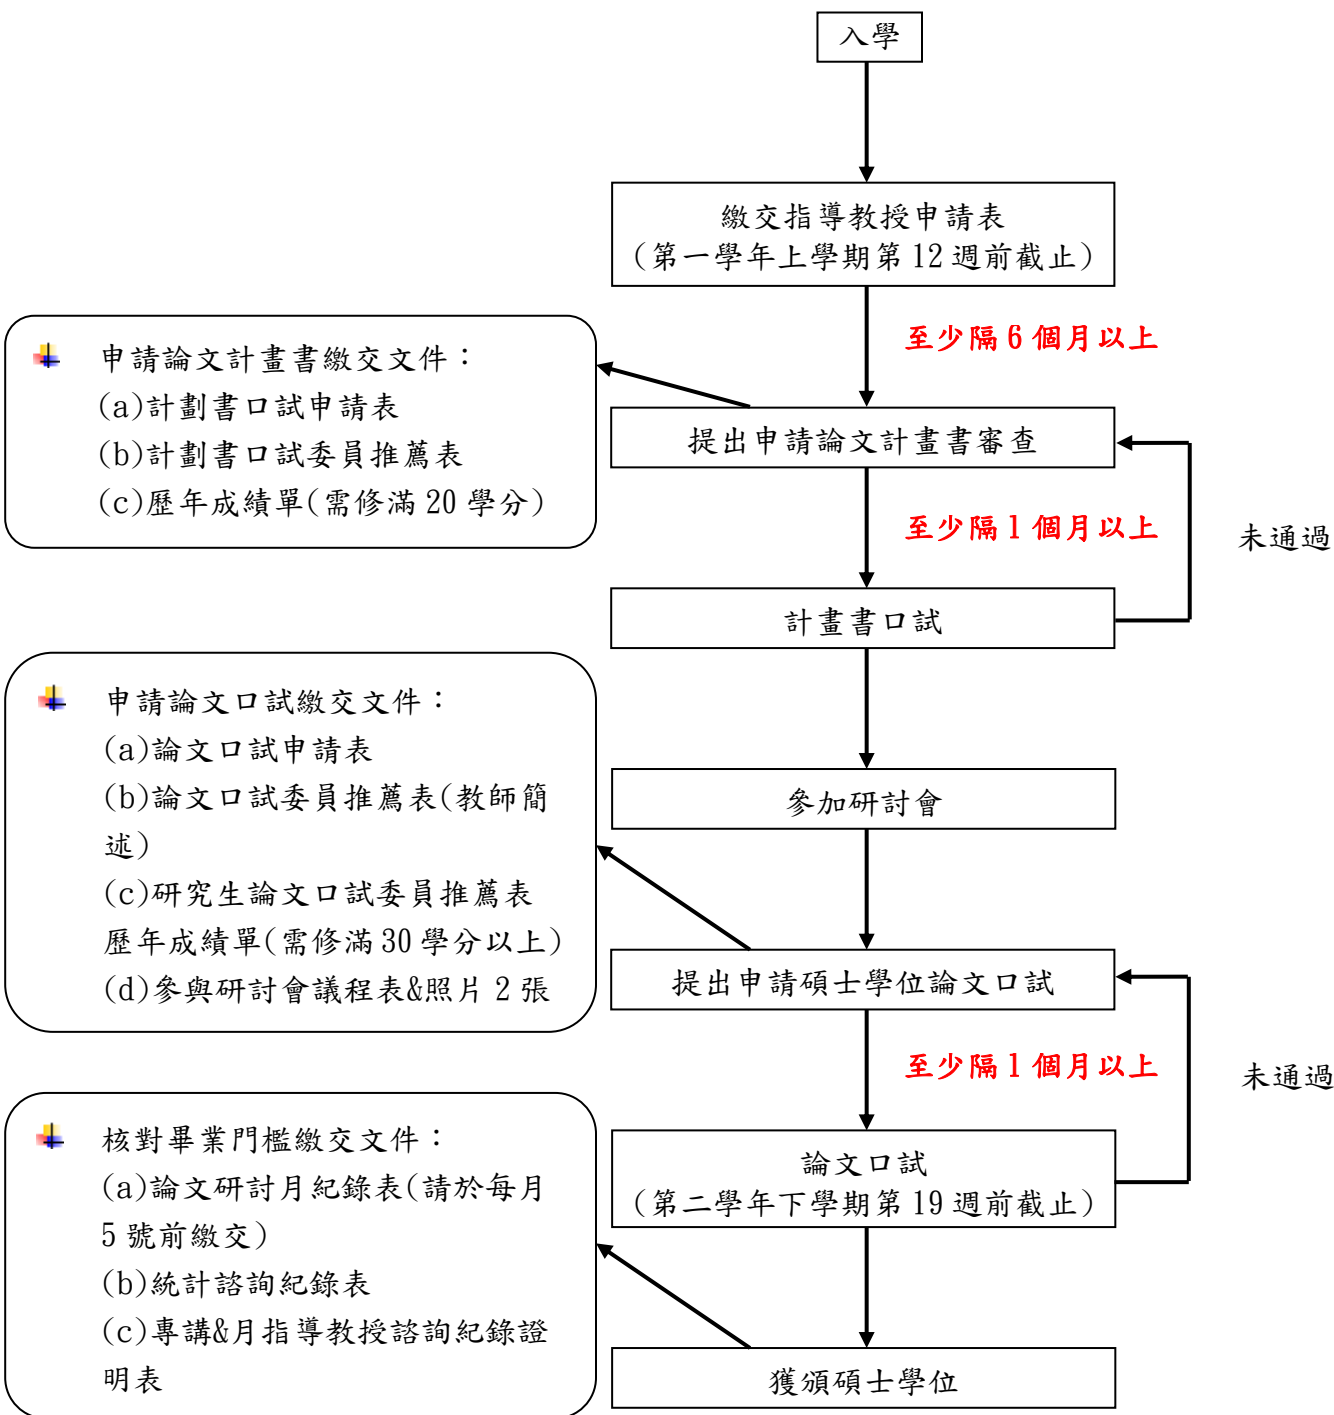 入學
繳交指導教授申請表
(第一學年上學期第12週前截止)
至少隔6個月以上
申請論文計畫書繳交文件：
(a)計劃書口試申請表
(b)計劃書口試委員推薦表
(c)歷年成績單(需修滿20學分)
提出申請論文計畫書審查
至少隔1個月以上
未通過
計畫書口試
申請論文口試繳交文件：
(a)論文口試申請表
(b)論文口試委員推薦表(教師簡
述)
(c)研究生論文口試委員推薦表
歷年成績單(需修滿30學分以上)
(d)參與研討會議程表&照片2張
參加研討會
提出申請碩士學位論文口試
至少隔1個月以上
未通過
論文口試
(第二學年下學期第19週前截止)
核對畢業門檻繳交文件：
(a)論文研討月紀錄表(請於每月
5號前繳交)
(b)統計諮詢紀錄表
(c)專講&月指導教授諮詢紀錄證
明表
獲頒碩士學位